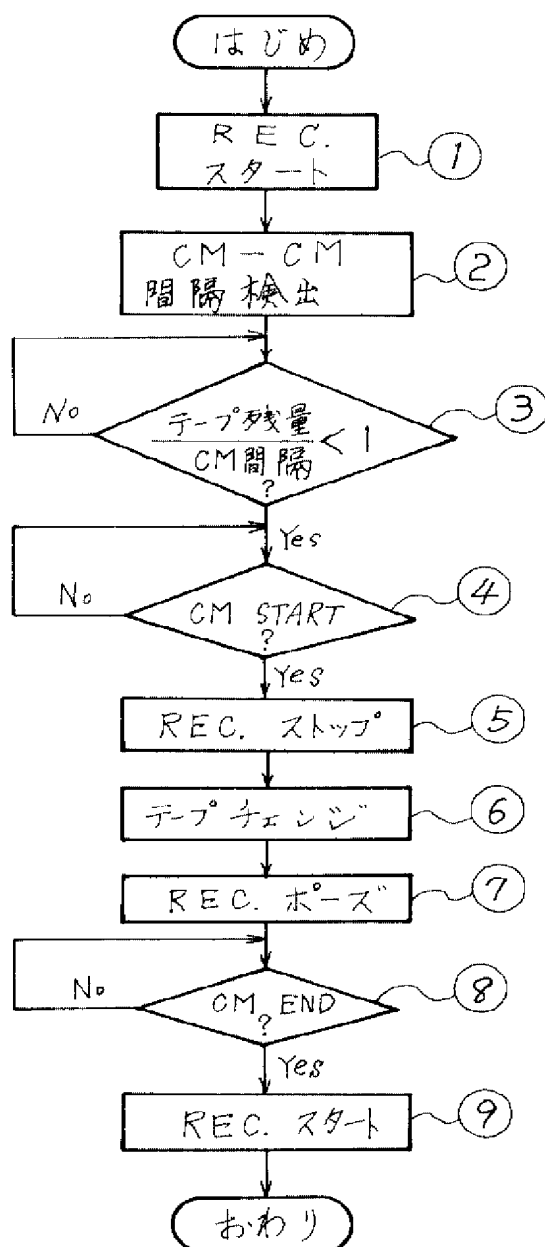 はじめ
REC.
スタート
①
CM-CM
間隔検出
②
No
テープ残量
CM間隔
< 1
?
③
Yes
No
CM START
?
④
Yes
REC. ストップ
⑤
テープチェンジ
⑥
REC. ポーズ
⑦
No
CM END
?
⑧
Yes
REC. スタート
⑨
おわり